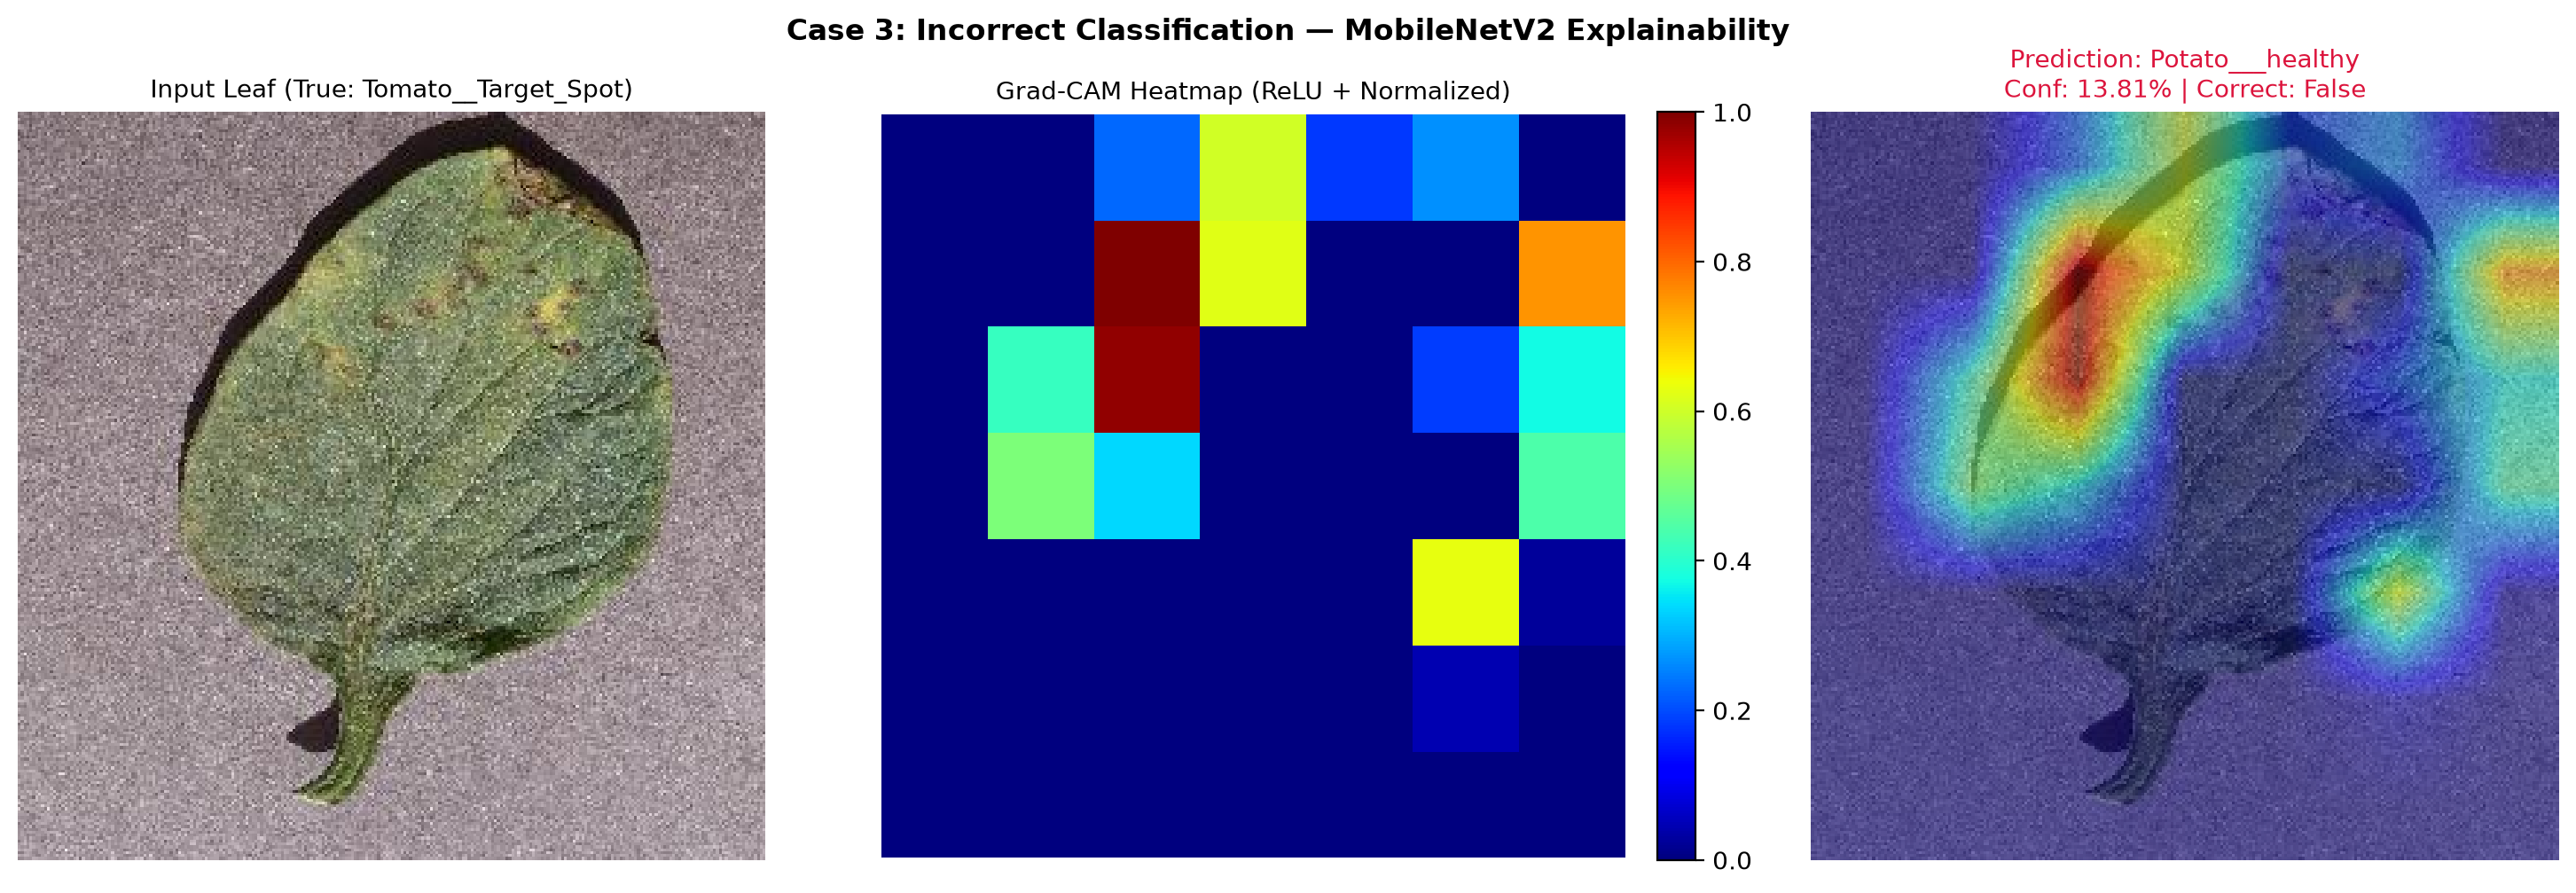 Case 3: Incorrect Classification — MobileNetV2 Explainability
Input Leaf (True: Tomato__Target_Spot)
Grad-CAM Heatmap (ReLU + Normalized)
1.0
0.8
0.6
0.4
0.2
0.0
Prediction: Potato___healthy
Conf: 13.81% | Correct: False